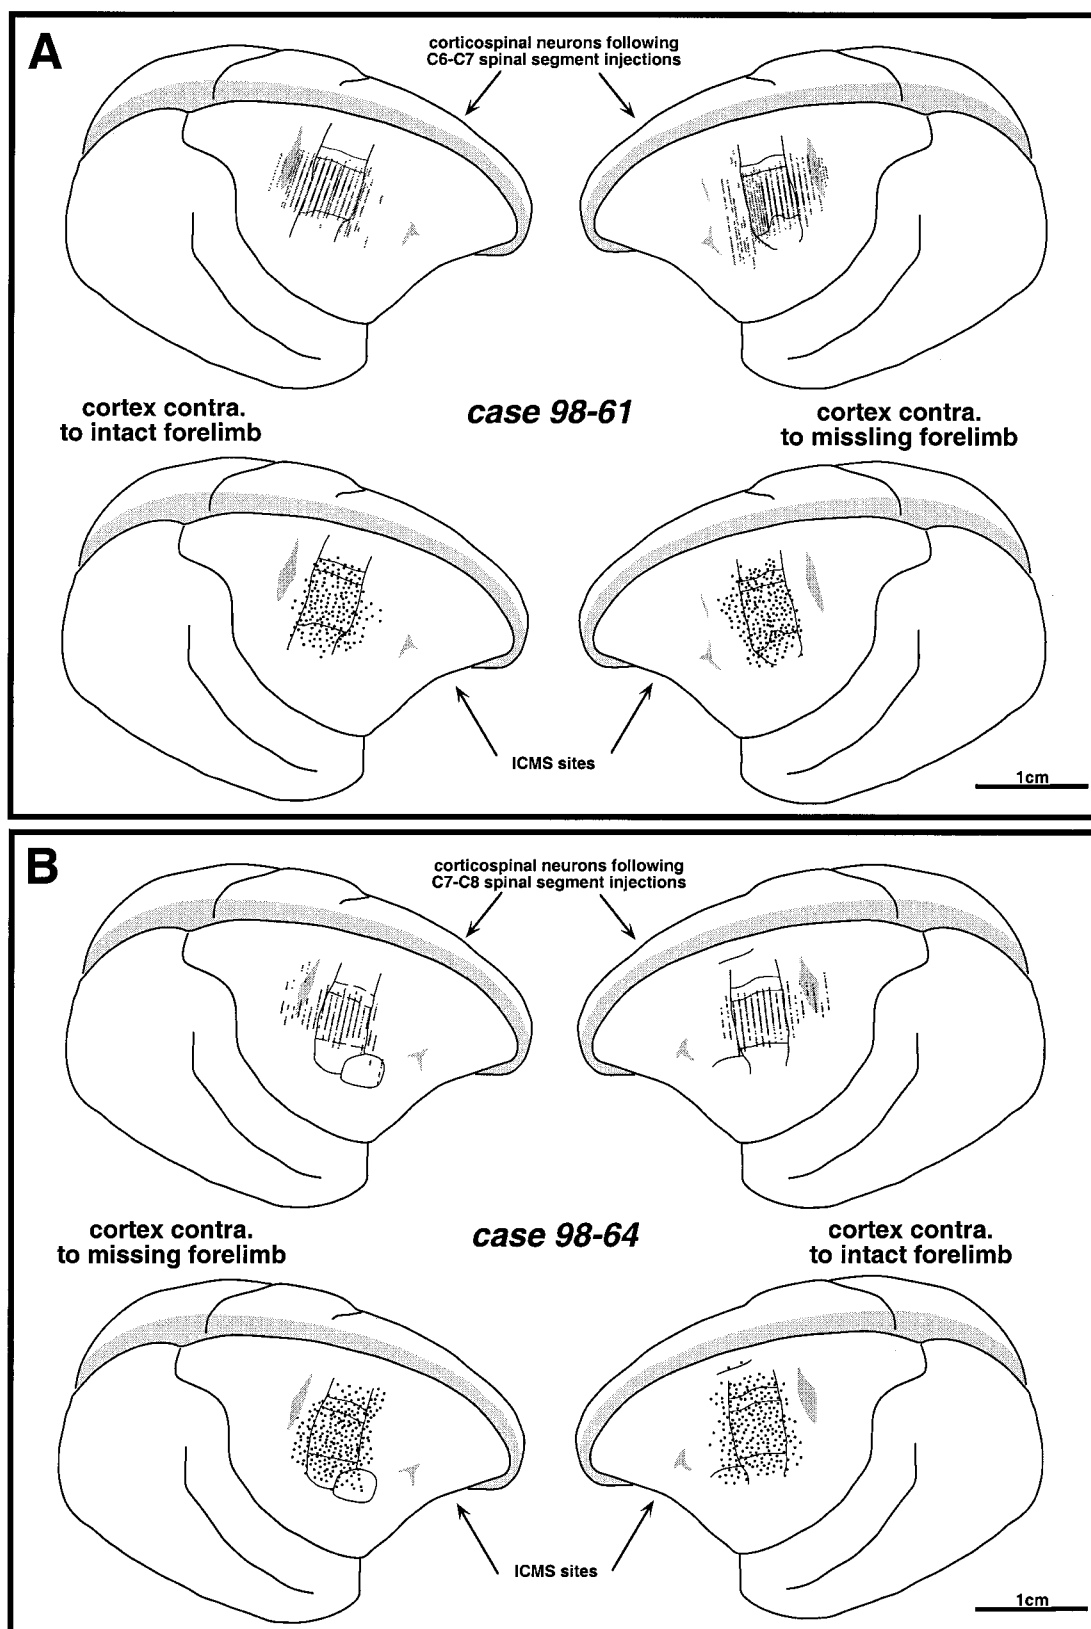 A
corticospinal neurons following
C6-C7 spinal segment injections
cortex contra.
to intact forelimb
case 98-61
cortex contra.
to missling forelimb
ICMS sites
1cm
B
corticospinal neurons following
C7-C8 spinal segment injections
cortex contra.
to missing forelimb
case 98-64
cortex contra.
to intact forelimb
ICMS sites
1cm